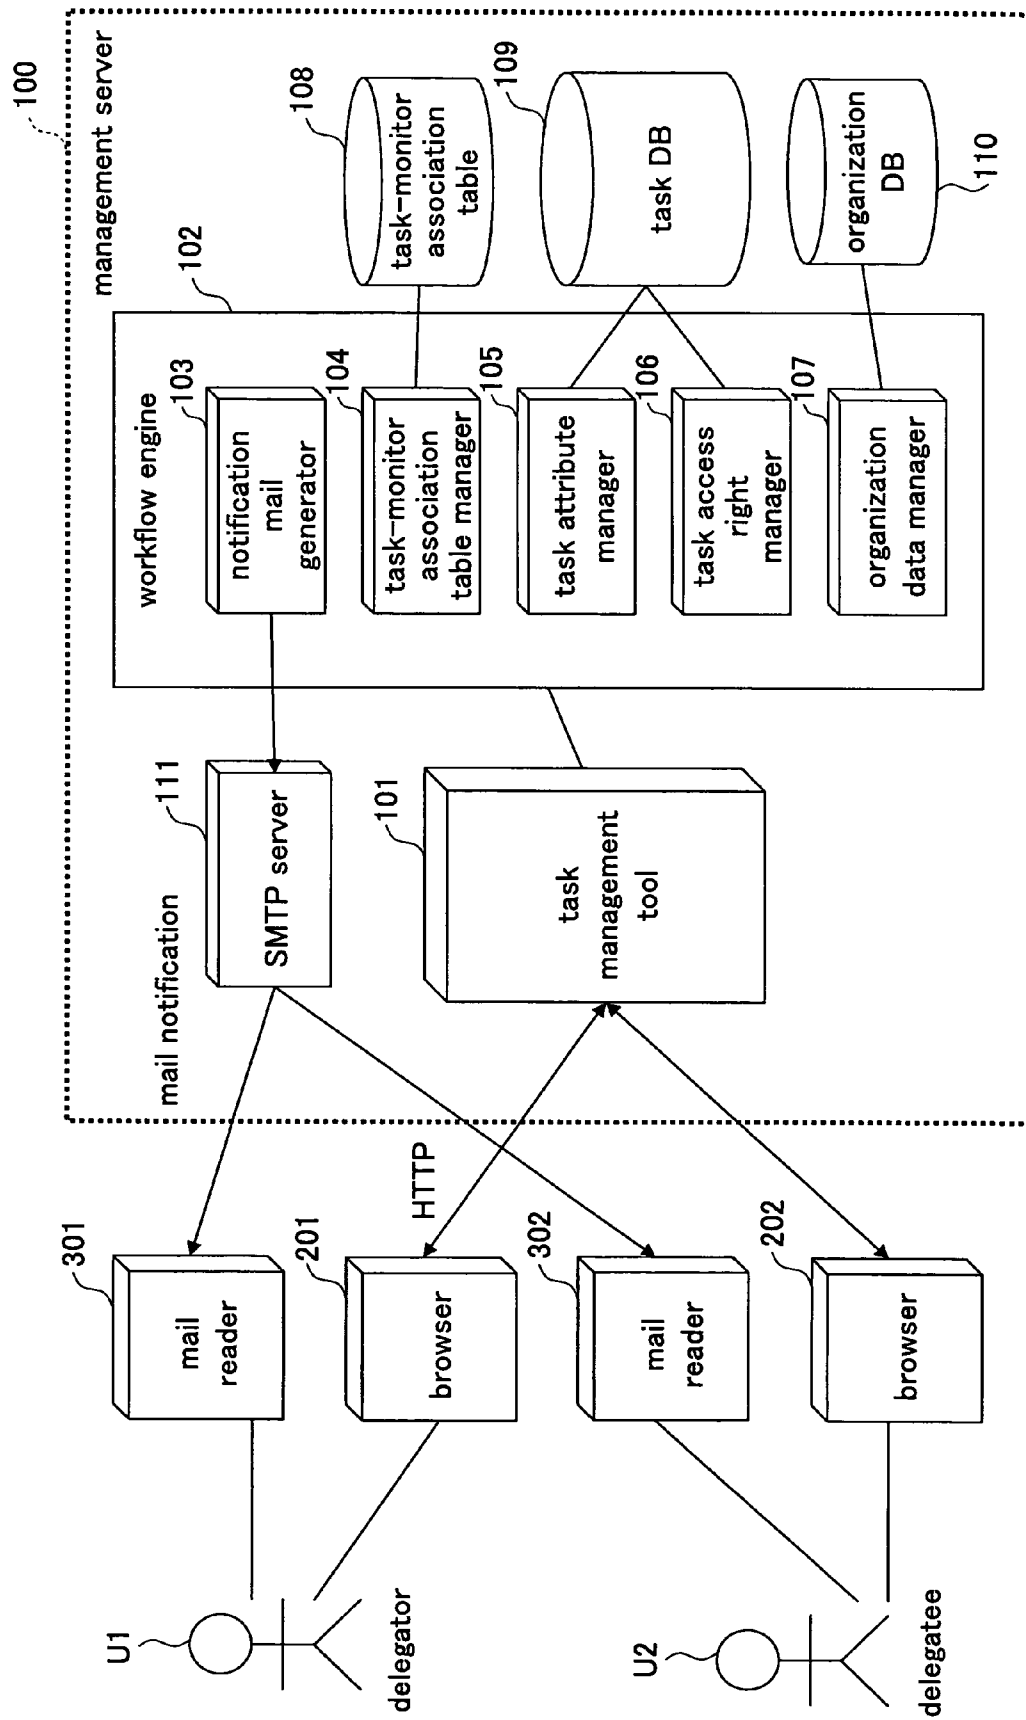 100
management server
102
workflow engine
103
notification
mail
generator
104
task-monitor
association
table manager
105
task attribute
manager
106
task access
right
manager
107
organization
data manager
108
task-monitor
association
table
109
task DB
organization
DB
110
mail notification
111
SMTP server
101
task
management
tool
HTTP
301
mail
reader
201
browser
302
mail
reader
202
browser
U1
delegator
U2
delegatee